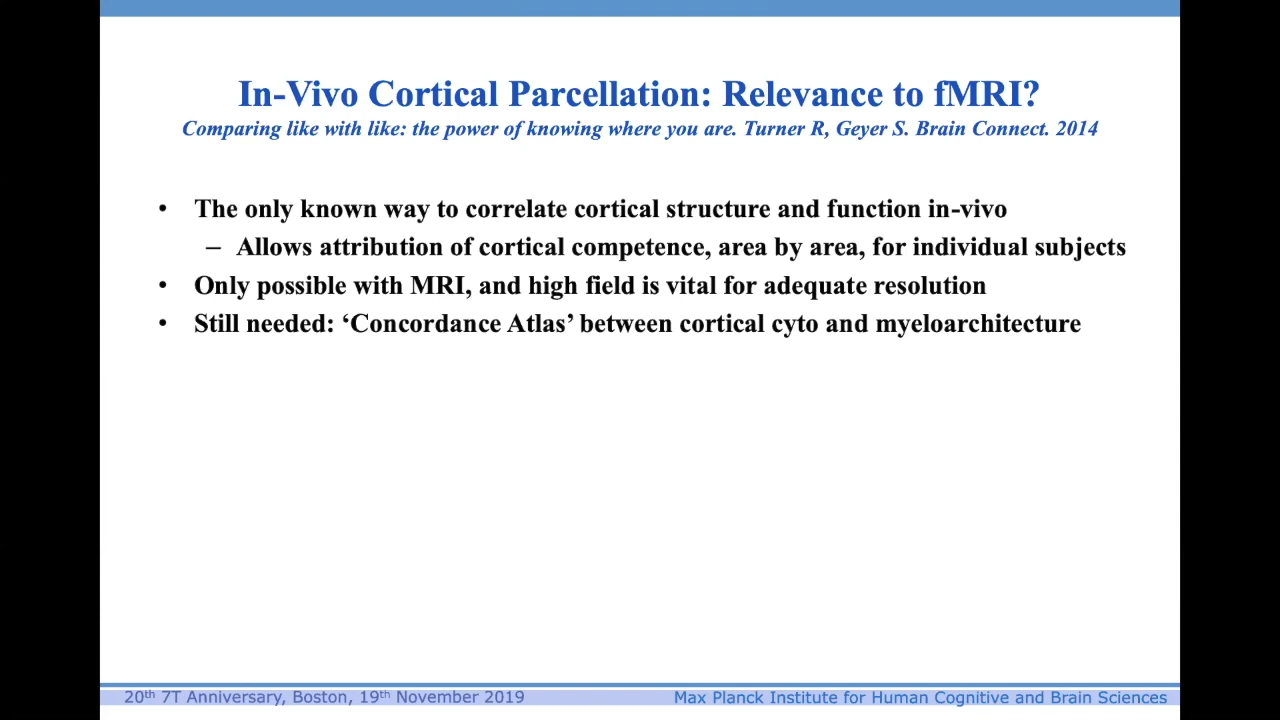 In-Vivo Cortical Parcellation: Relevance to fMRI?
Comparing like with like: the power of knowing where you are. Turner R, Geyer S. Brain Connect. 2014
• The only known way to correlate cortical structure and function in-vivo
– Allows attribution of cortical competence, area by area, for individual subjects
• Only possible with MRI, and high field is vital for adequate resolution
• Still needed: ‘Concordance Atlas’ between cortical cyto and myeloarchitecture
20th 7T Anniversary, Boston, 19th November 2019
Max Planck Institute for Human Cognitive and Brain Sciences